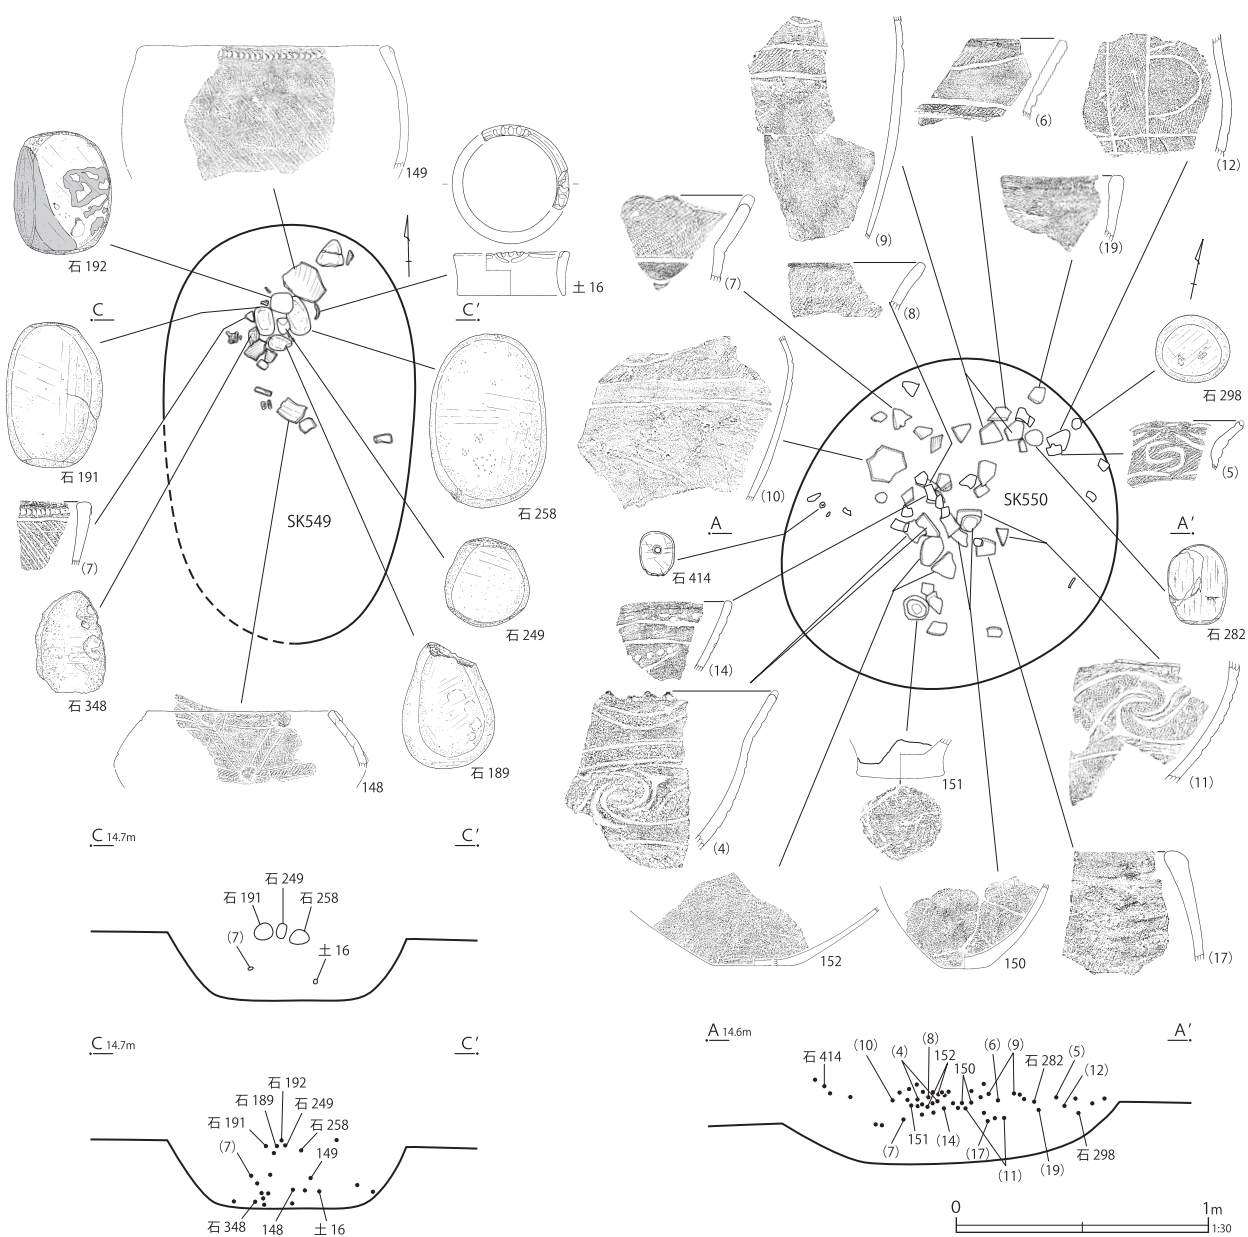 149
石 192
土 16
C
C′
石 191
石 258
SK549
(7)
石 249
石 348
石 189
148
C 14.7m
C′
石 249
石 191
石 258
(7)
土 16
C 14.7m
C′
石 192
石 189
石 249
石 191
石 258
(7)
149
石 348
148
土 16
(6)
(12)
(9)
(19)
(7)
(8)
石 298
(5)
(10)
SK550
A
A′
石 414
石 282
(14)
(11)
151
(4)
152
150
(17)
A 14.6m
A′
石 414
(10)
(4)
(8)
152
150
(6)
(9)
石 282
(5)
(12)
(7)
151
(14)
(17)
(11)
(19)
石 298
0
1m
1:30